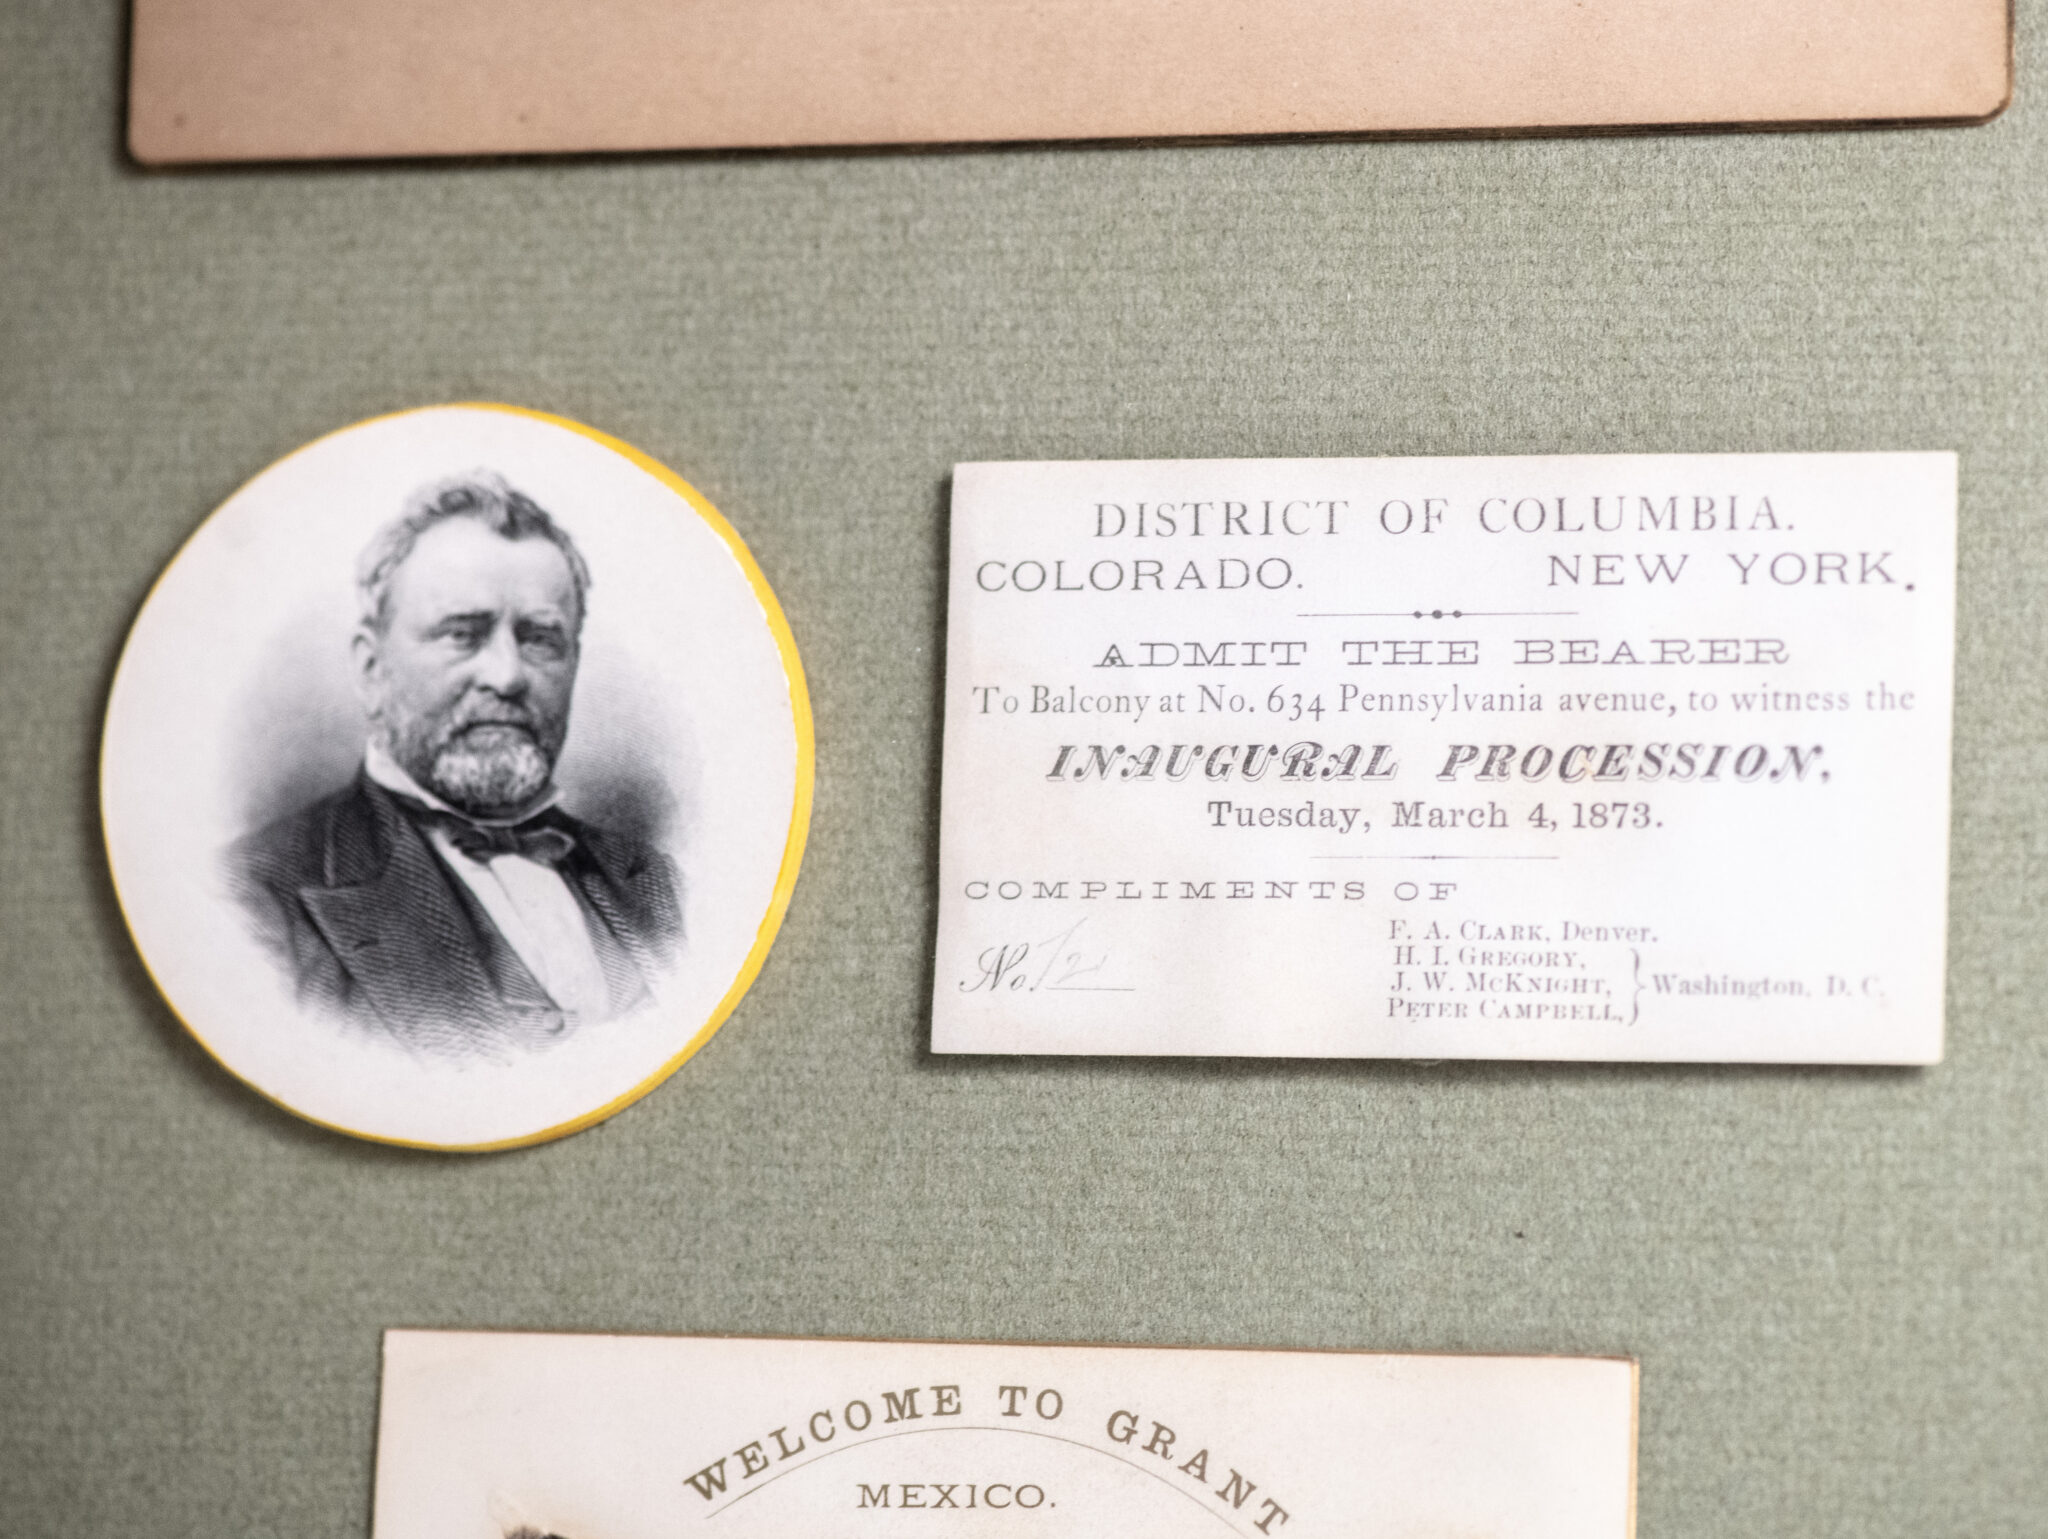 DISTRICT OF COLUMBIA.
COLORADO. NEW YORK.
ADMIT THE BEARER
To Balcony at No. 634 Pennsylvania avenue, to witness the
INAUGURAL PROCESSION,
Tuesday, March 4, 1873.
COMPLIMENTS OF
F. A. CLARK, Denver.
H. I. GREGORY,
J. W. MCKNIGHT, Washington, D. C.
PETER CAMPBELL,
No.
WELCOME TO GRANT
MEXICO.